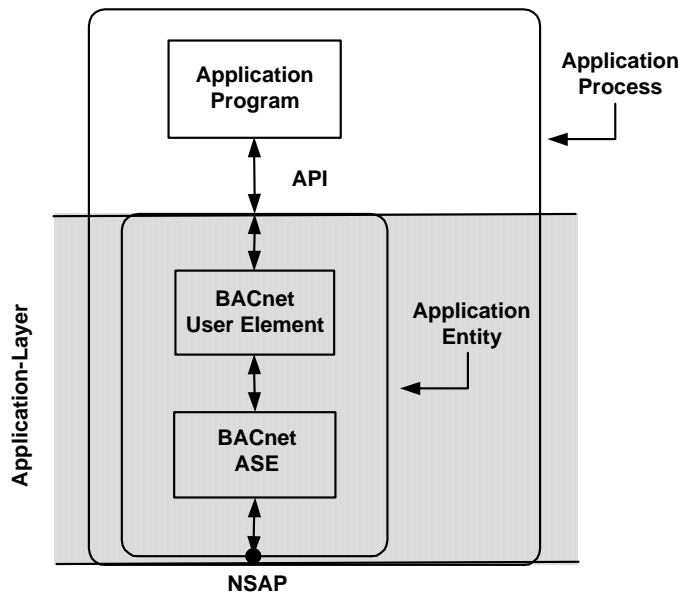 Application
Program
Application
Process
API
BACnet
User Element
Application
Entity
BACnet
ASE
Application-Layer
NSAP